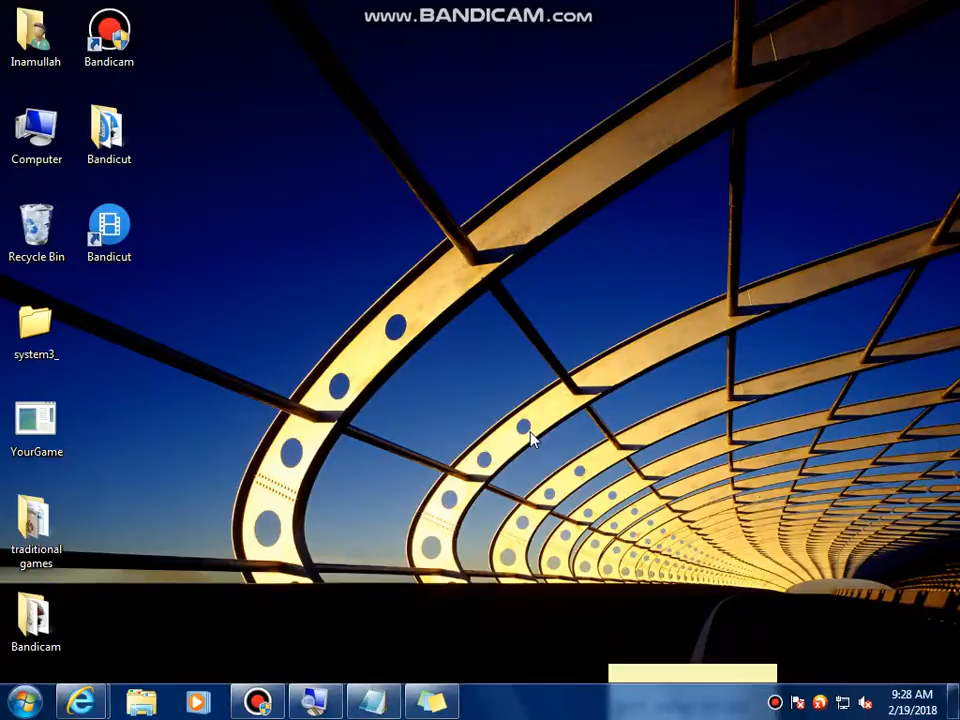 www.BANDICAM.com
Inamullah
Bandicam
Computer
Bandicut
Recycle Bin
Bandicut
system3_
YourGame
traditional
games
Bandicam
9:28 AM
2/19/2018